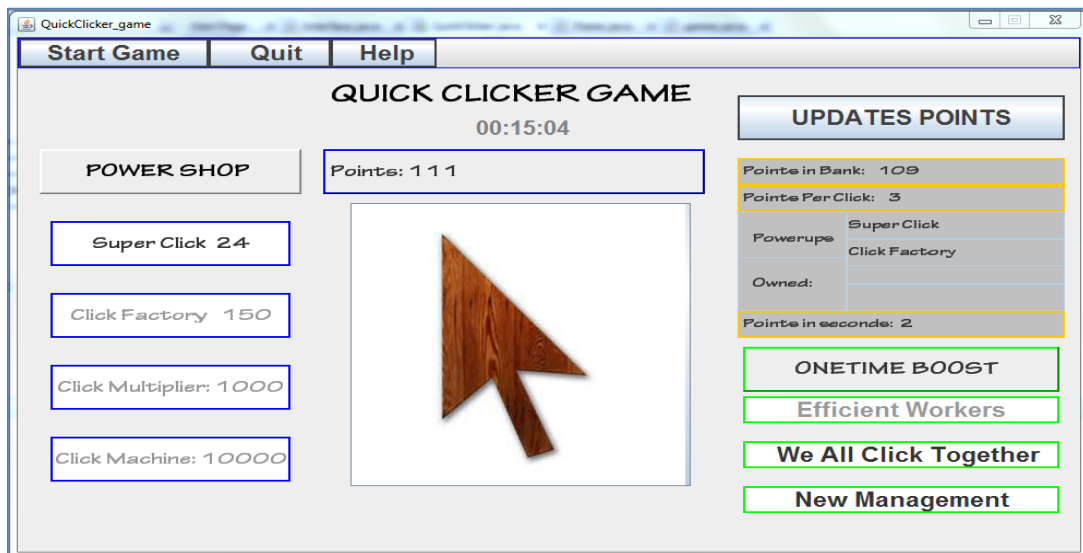 QuickClicker_game
Start Game Quit Help
QUICK CLICKER GAME
00:15:04
UPDATES POINTS
POWER SHOP
Points: 111
Points in Bank: 109
Points Per Click: 3
Super Click 24
Powerups
Super Click
Click Factory
Owned:
Click Factory 150
Points in seconds: 2
ONETIME BOOST
Click Multiplier: 1000
Efficient Workers
Click Machine: 10000
We All Click Together
New Management